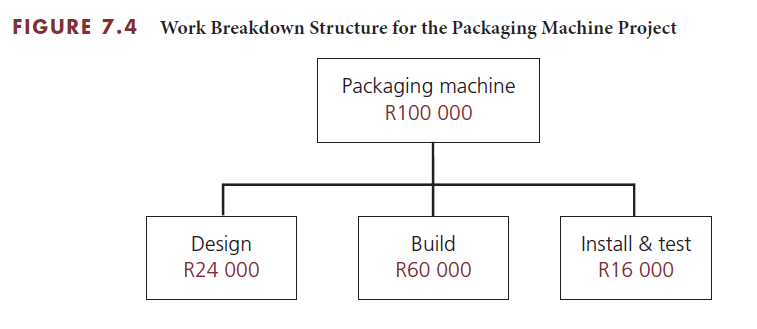 FIGURE 7.4 Work Breakdown Structure for the Packaging Machine Project
Packaging machine
R100 000
Design
R24 000
Build
R60 000
Install & test
R16 000